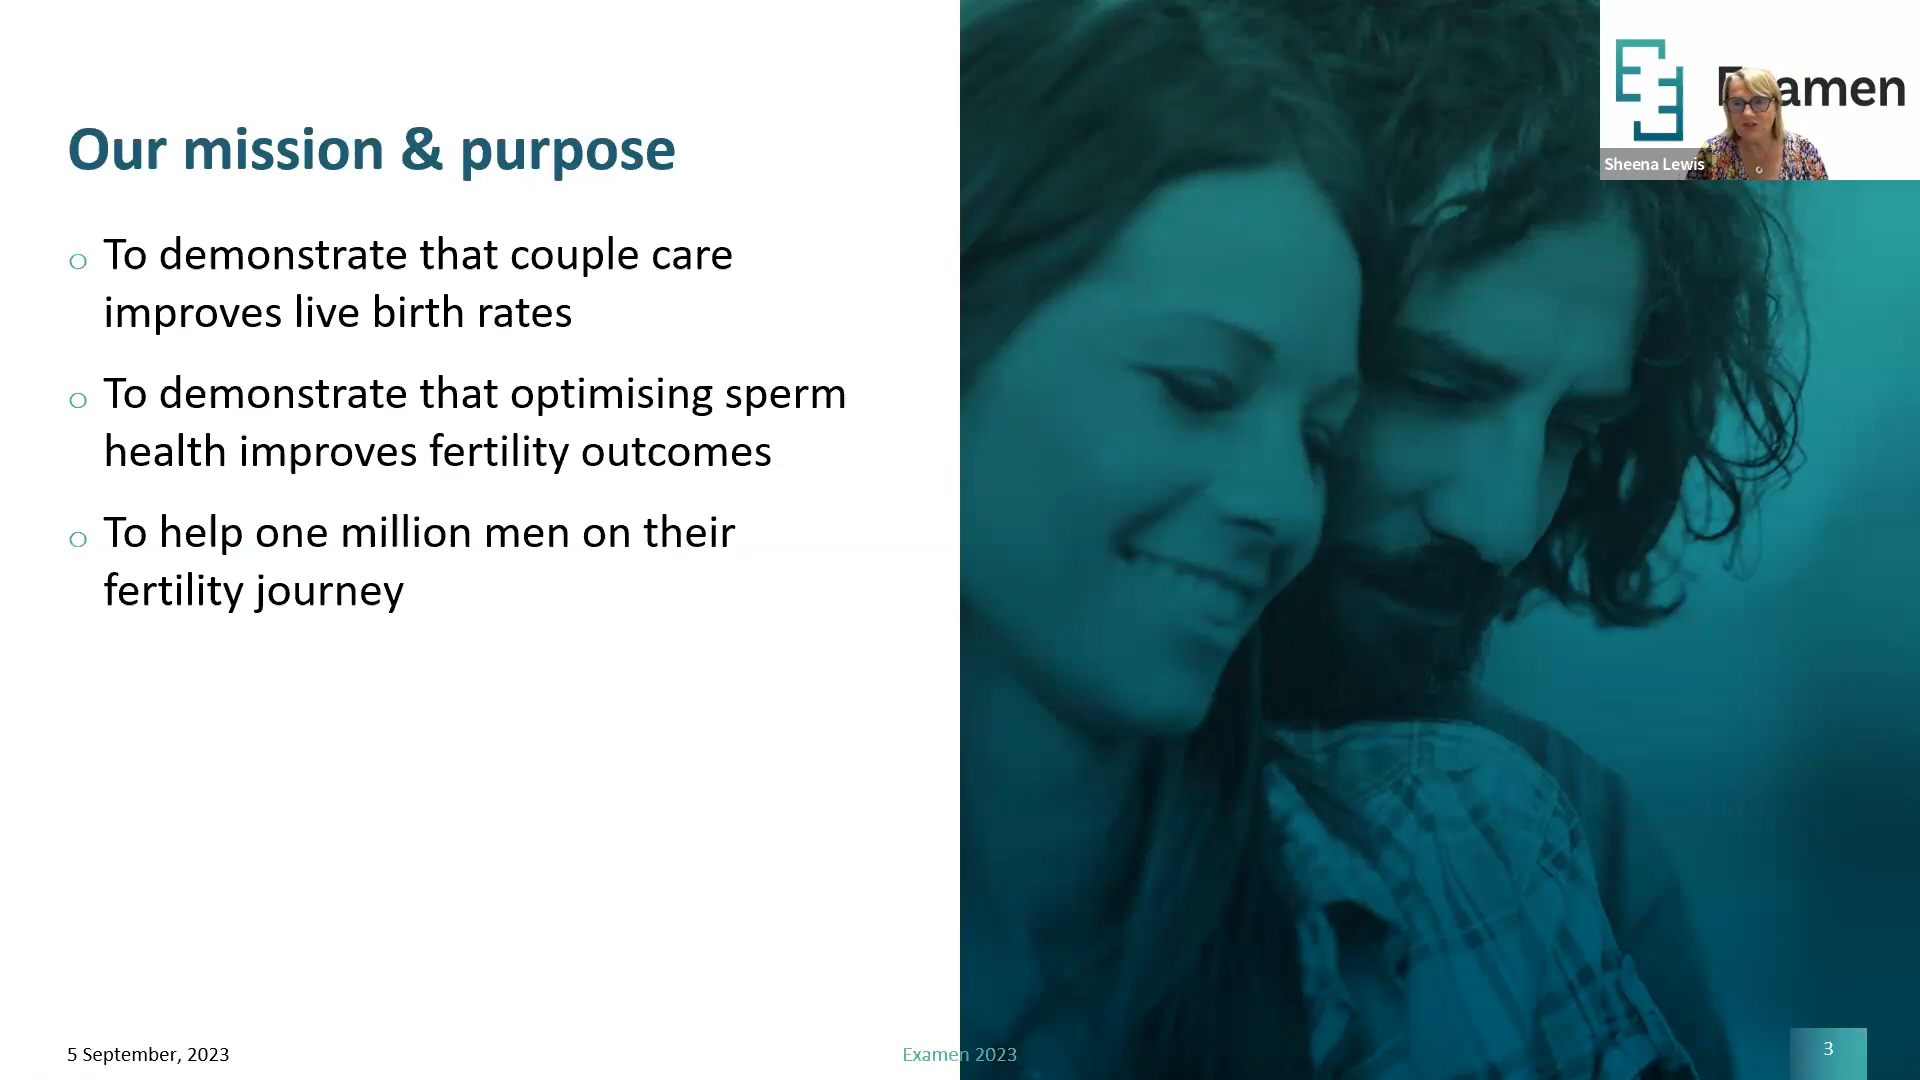 Our mission & purpose
o To demonstrate that couple care
improves live birth rates
o To demonstrate that optimising sperm
health improves fertility outcomes
o To help one million men on their
fertility journey
Examen
Sheena Lewis
5 September, 2023
Examen 2023
3